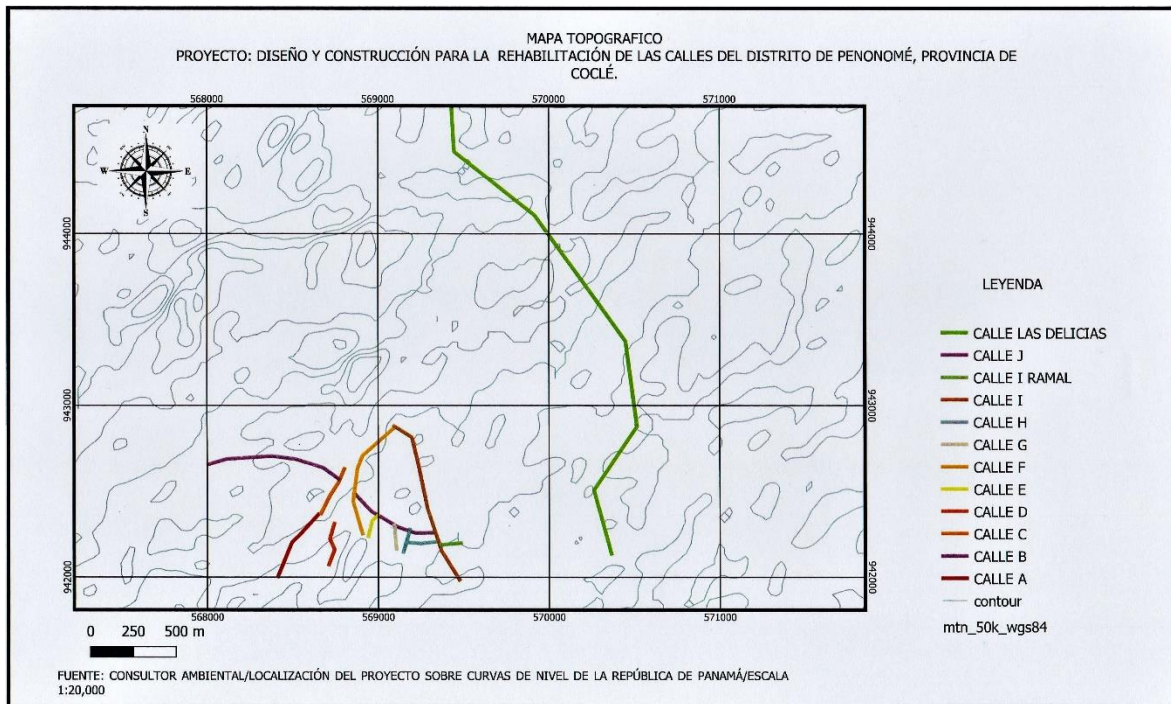 MAPA TOPOGRAFICO
PROYECTO: DISEÑO Y CONSTRUCCIÓN PARA LA REHABILITACIÓN DE LAS CALLES DEL DISTRITO DE PENONOMÉ, PROVINCIA DE
COCLÉ.
568000 569000 570000 571000
N
W E
S
944000 944000
943000 943000
942000 942000
568000 569000 570000 571000
LEYENDA
CALLE LAS DELICIAS
CALLE J
CALLE I RAMAL
CALLE I
CALLE H
CALLE G
CALLE F
CALLE E
CALLE D
CALLE C
CALLE B
CALLE A
contour
mtn_50k_wgs84
0 250 500 m
FUENTE: CONSULTOR AMBIENTAL/LOCALIZACIÓN DEL PROYECTO SOBRE CURVAS DE NIVEL DE LA REPÚBLICA DE PANAMÁ/ESCALA
1:20,000